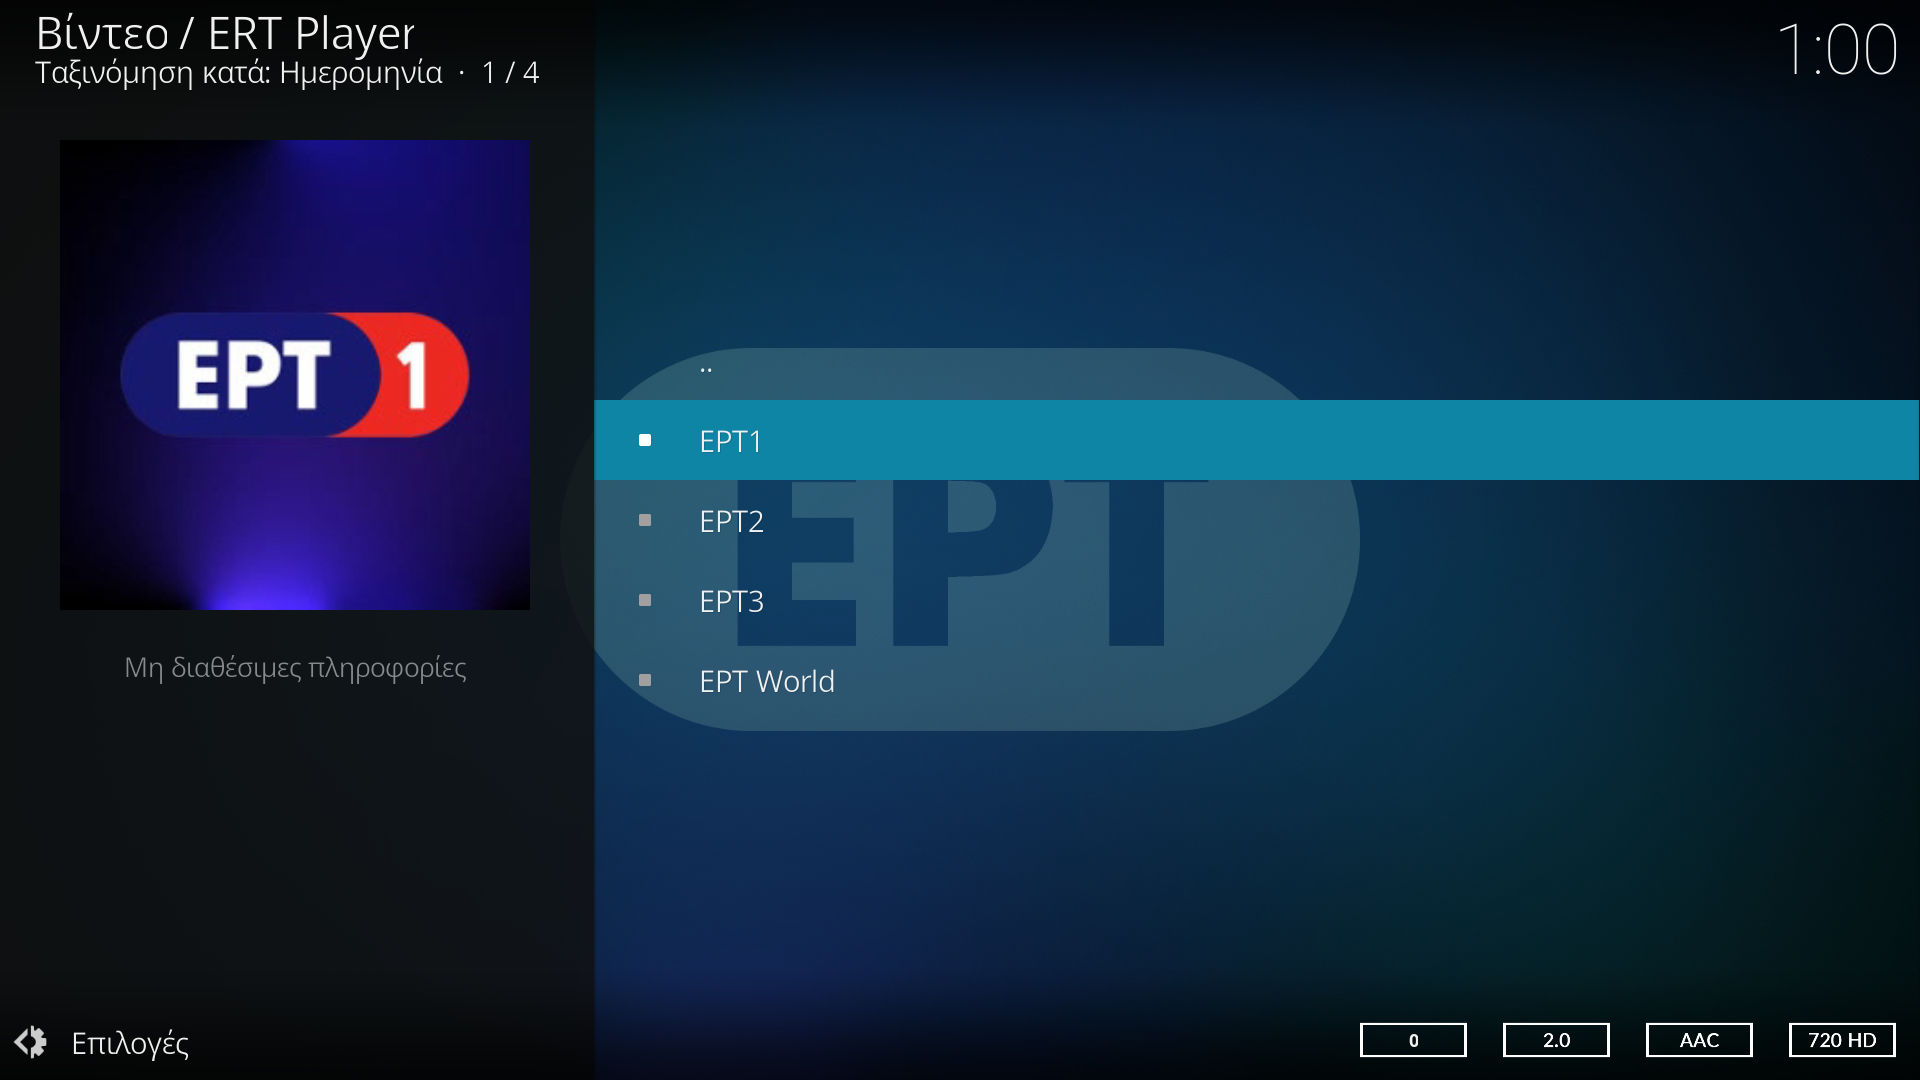 Βίντεο / ERT Player
Ταξινόμηση κατά: Ημερομηνία · 1 / 4
1:00
ΕΡΤ 1
Μη διαθέσιμες πληροφορίες
..
ΕΡΤ1
ΕΡΤ2
ΕΡΤ3
ΕΡΤ World
ΕΡΤ
Επιλογές
0
2.0
AAC
720 HD